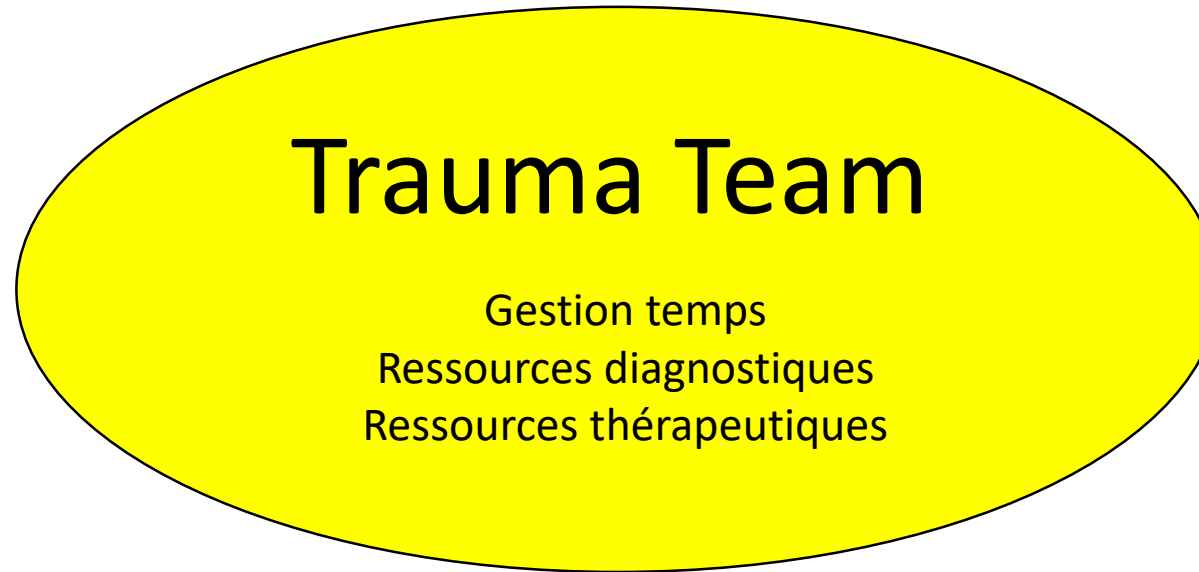 Trauma Team
Gestion temps
Ressources diagnostiques
Ressources thérapeutiques